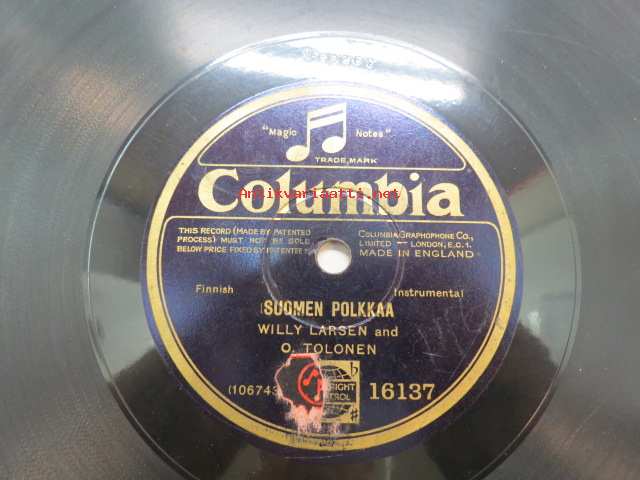 "Magic Notes"
TRADE MARK
Columbia
Antikvariaatti.net
THIS RECORD (MADE BY PATENTED
PROCESS) MUST NOT BE SOLD
BELOW PRICE FIXED BY PATENTEE
COLUMBIA GRAPHOPHONE CO.,
LIMITED — LONDON, E.C.1.
MADE IN ENGLAND
Finnish
Instrumental
SUOMEN POLKKAA
WILLY LARSEN and
O. TOLONEN
(106743
16137